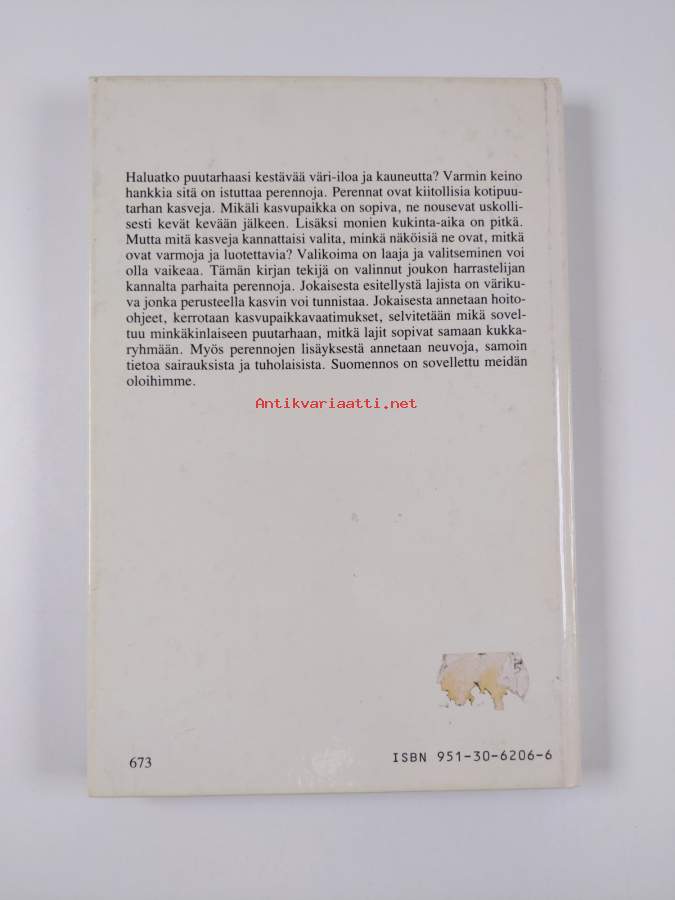 Haluatko puutarhaasi kestävää väri-iloa ja kauneutta? Varmin keino
hankkia sitä on istuttaa perennoja. Perennat ovat kiitollisia kotipuu-
tarhan kasveja. Mikäli kasvupaikka on sopiva, ne nousevat uskolli-
sesti kevät kevään jälkeen. Lisäksi monien kukinta-aika on pitkä.
Mutta mitä kasveja kannattaisi valita, minkä näköisiä ne ovat, mitkä
ovat varmoja ja luotettavia? Valikoima on laaja ja valitseminen voi
olla vaikeaa. Tämän kirjan tekijä on valinnut joukon harrastelijan
kannalta parhaita perennoja. Jokaisesta esitellystä lajista on väriku-
va jonka perusteella kasvin voi tunnistaa. Jokaisesta annetaan hoito-
ohjeet, kerrotaan kasvupaikkavaatimukset, selvitetään mikä sovel-
tuu minkäkinlaiseen puutarhaan, mitkä lajit sopivat samaan kukka-
ryhmään. Myös perennojen lisäyksestä annetaan neuvoja, samoin
tietoa sairauksista ja tuholaisista. Suomennos on sovellettu meidän
oloihimme.
Antikvariaatti.net
673
ISBN 951-30-6206-6